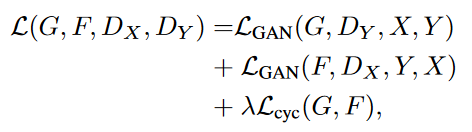 ℒ(G, F, D_X, D_Y) = ℒ_GAN(G, D_Y, X, Y)
+ ℒ_GAN(F, D_X, Y, X)
+ λℒ_cyc(G, F),